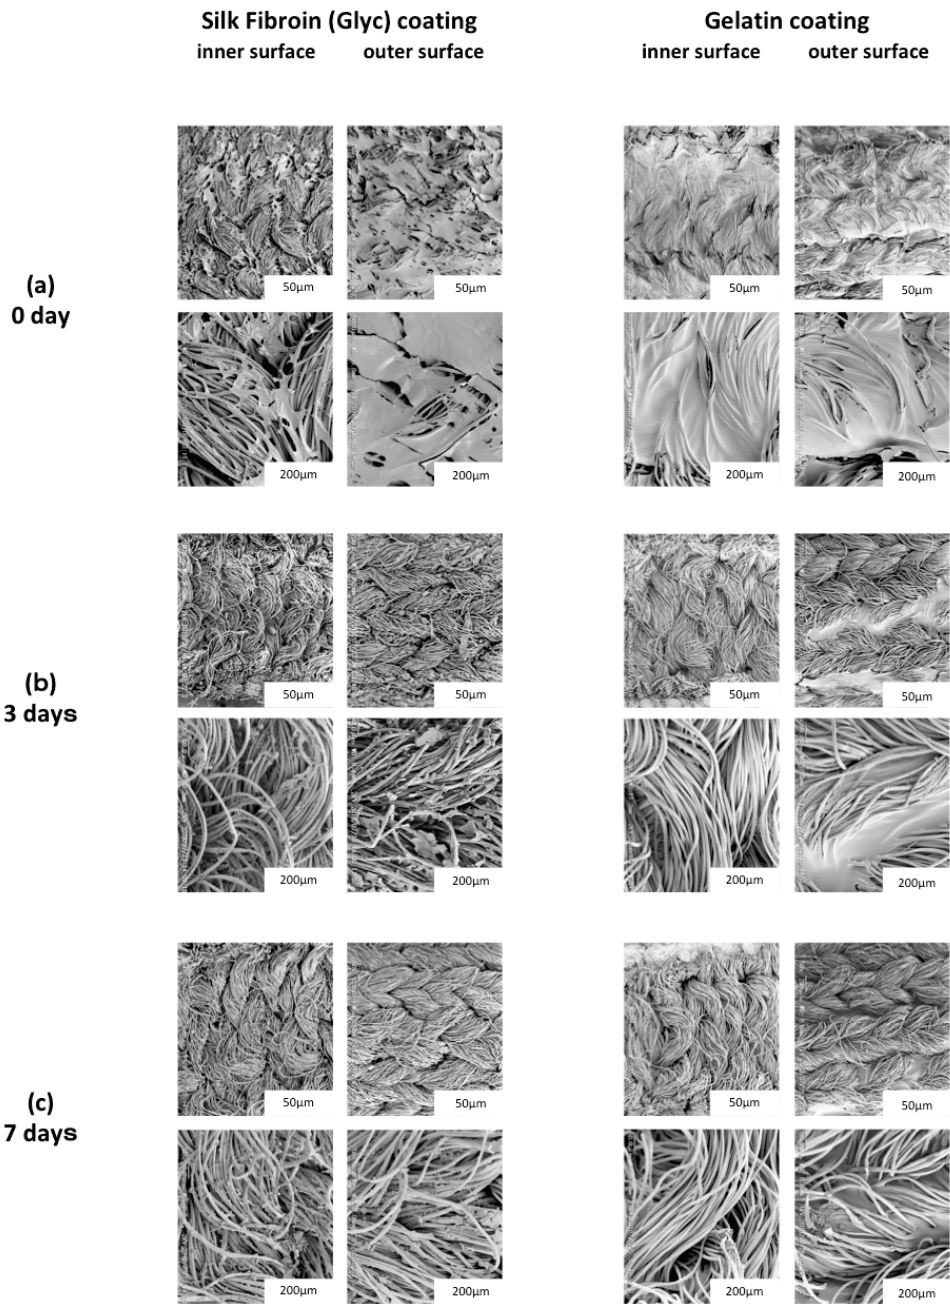 Silk Fibroin (Glyc) coating
Gelatin coating
inner surface
outer surface
inner surface
outer surface
(a)
0 day
50μm
50μm
50μm
50μm
200μm
200μm
200μm
200μm
(b)
3 days
50μm
50μm
50μm
50μm
200μm
200μm
200μm
200μm
(c)
7 days
50μm
50μm
50μm
50μm
200μm
200μm
200μm
200μm